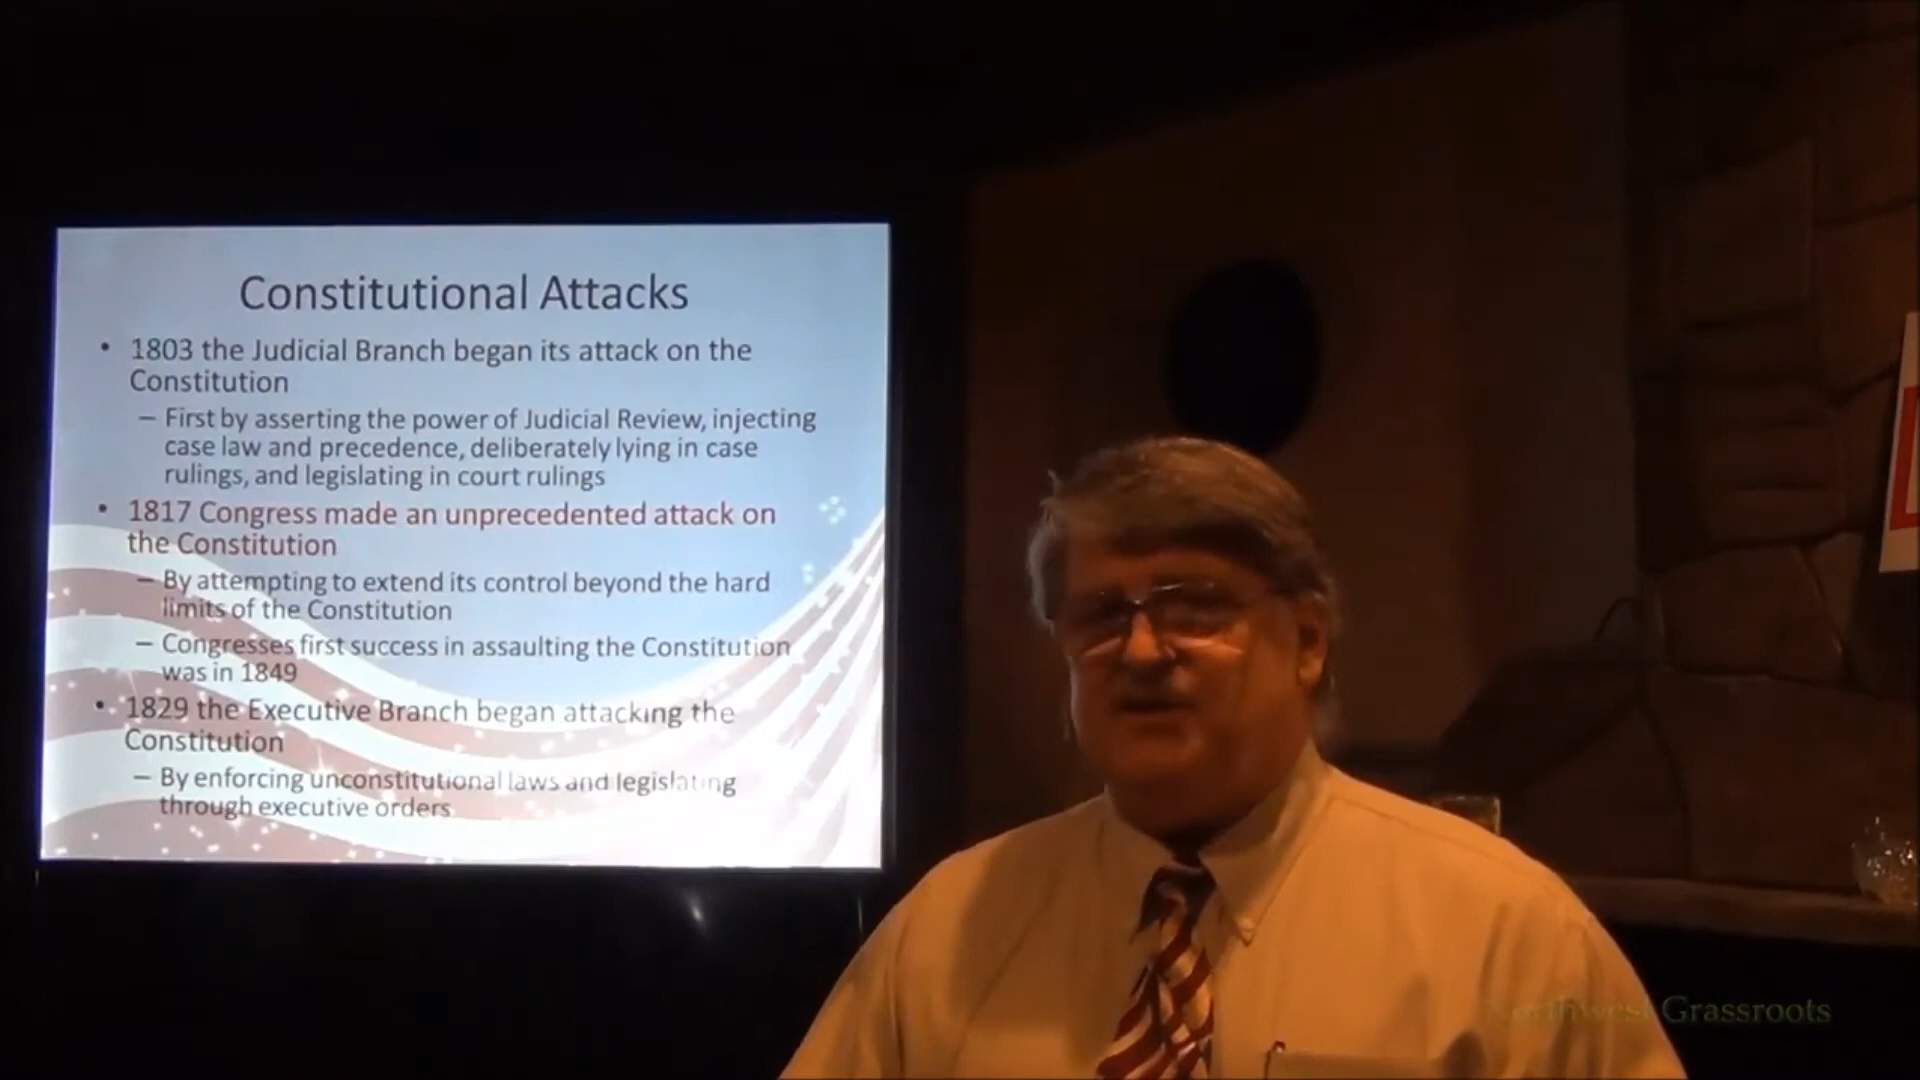 Constitutional Attacks
• 1803 the Judicial Branch began its attack on the
Constitution
– First by asserting the power of Judicial Review, injecting
case law and precedence, deliberately lying in case
rulings, and legislating in court rulings
• 1817 Congress made an unprecedented attack on
the Constitution
– By attempting to extend its control beyond the hard
limits of the Constitution
– Congresses first success in assaulting the Constitution
was in 1849
• 1829 the Executive Branch began attacking the
Constitution
– By enforcing unconstitutional laws and legislating
through executive orders
Northwest Grassroots